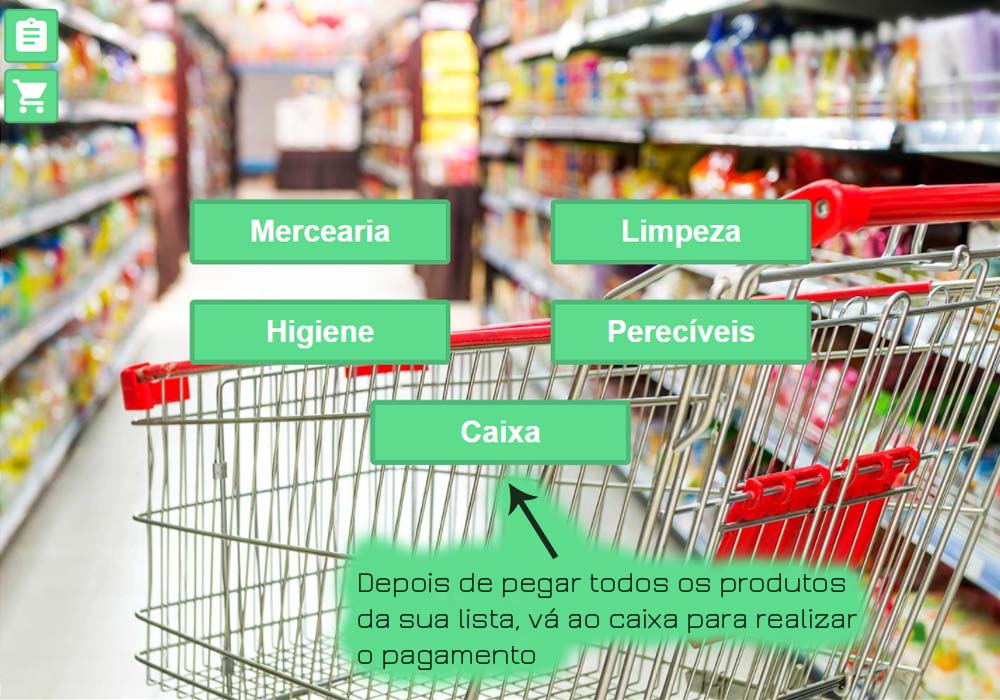 Mercearia
Limpeza
Higiene
Perecíveis
Caixa
Depois de pegar todos os produtos
da sua lista, vá ao caixa para realizar
o pagamento